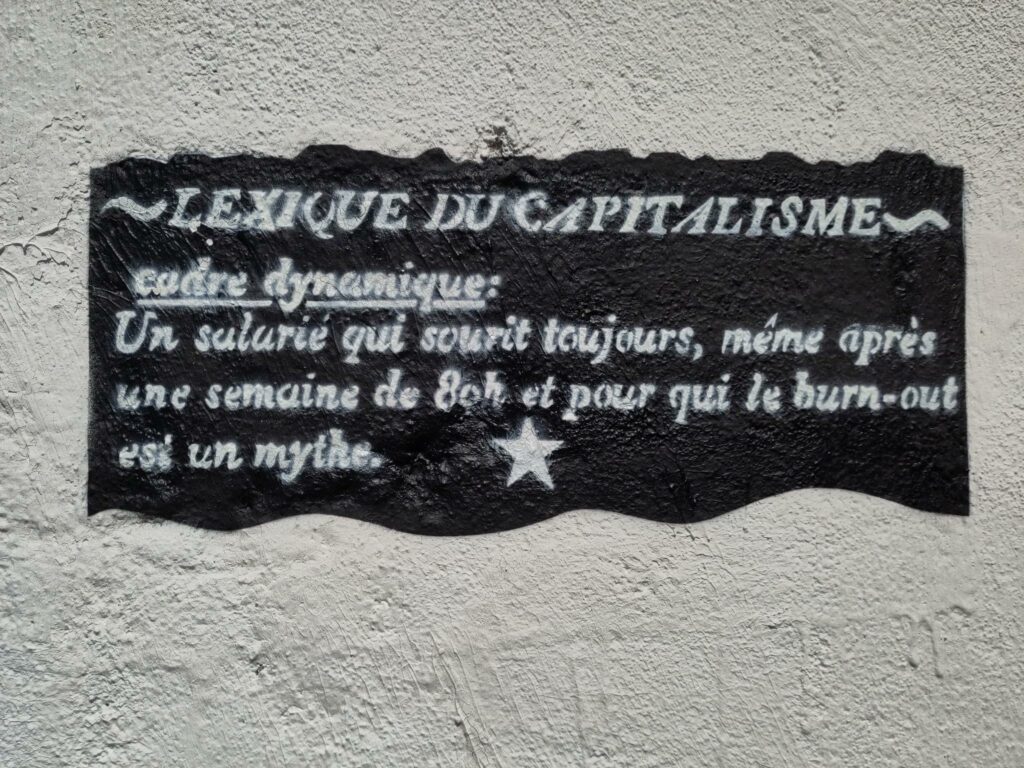 ~LEXIQUE DU CAPITALISME~
cadre dynamique:
Un salarié qui sourit toujours, même après
une semaine de 80h et pour qui le burn-out
est un mythe.